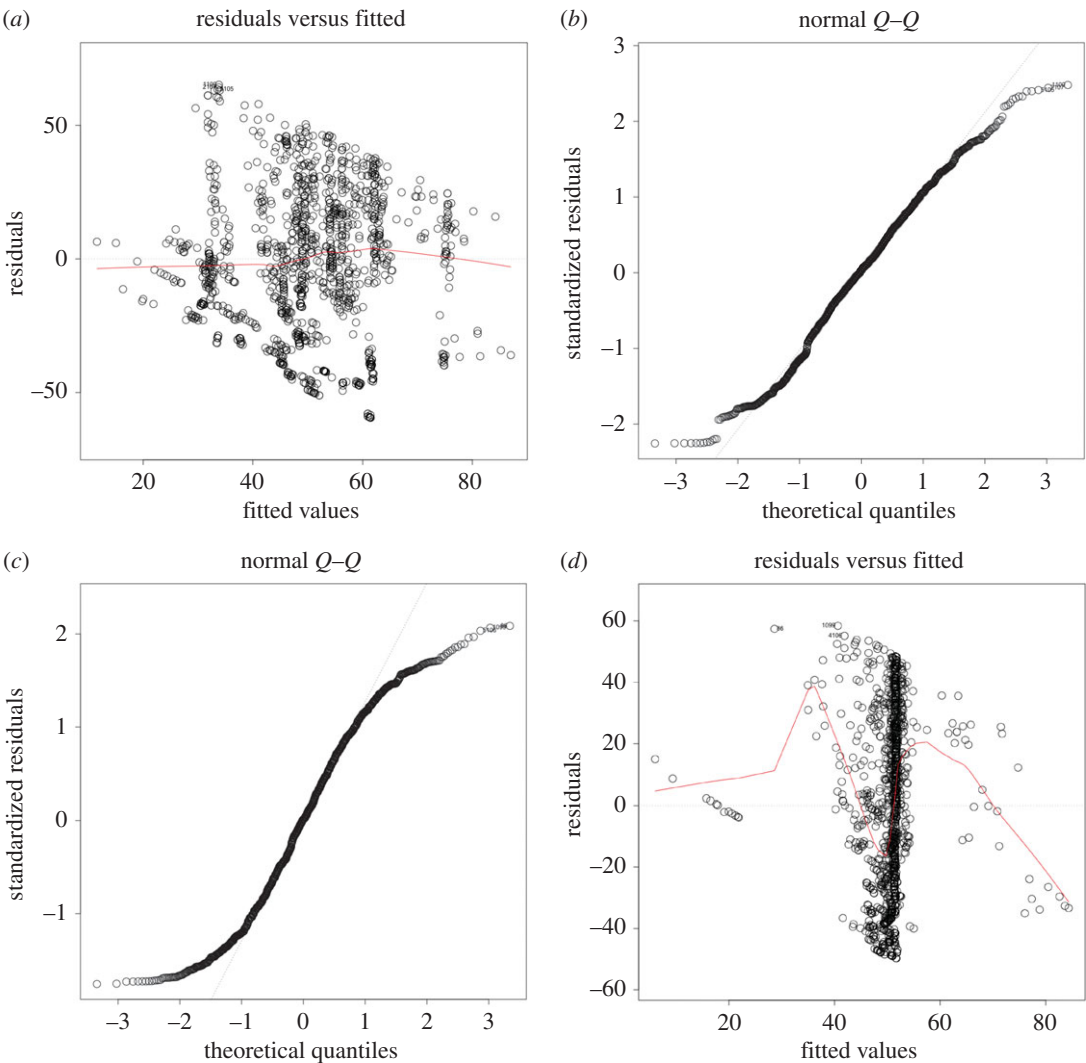 (a) residuals versus fitted
50
0
−50
residuals
20 40 60 80
fitted values
(b) normal Q–Q
3
2
1
0
−1
−2
standardized residuals
−3 −2 −1 0 1 2 3
theoretical quantiles
(c) normal Q–Q
2
1
0
−1
standardized residuals
−3 −2 −1 0 1 2 3
theoretical quantiles
(d) residuals versus fitted
60
40
20
0
−20
−40
−60
residuals
1099
4106
20 40 60 80
fitted values